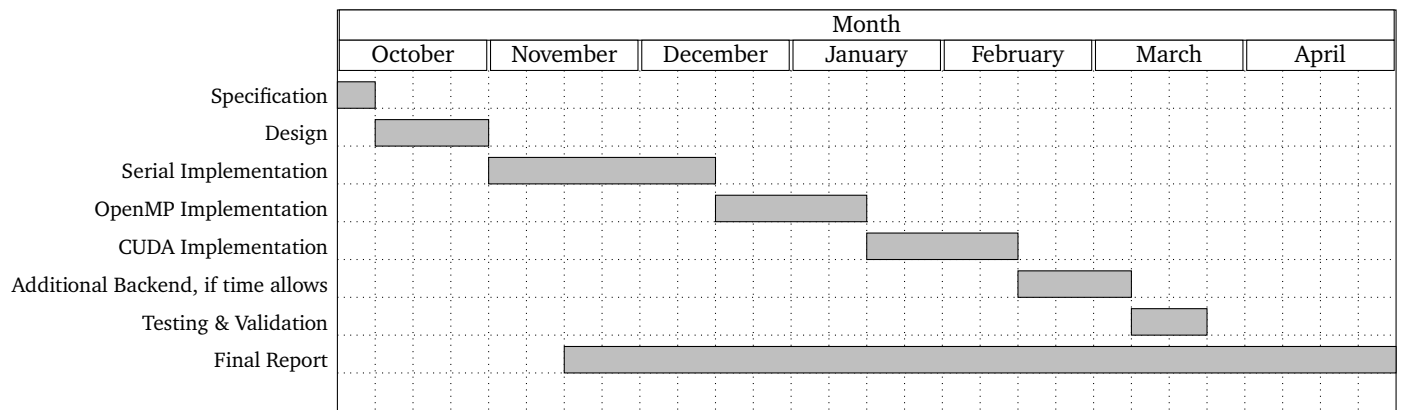 Month
October November December January February March April
Specification
Design
Serial Implementation
OpenMP Implementation
CUDA Implementation
Additional Backend, if time allows
Testing & Validation
Final Report